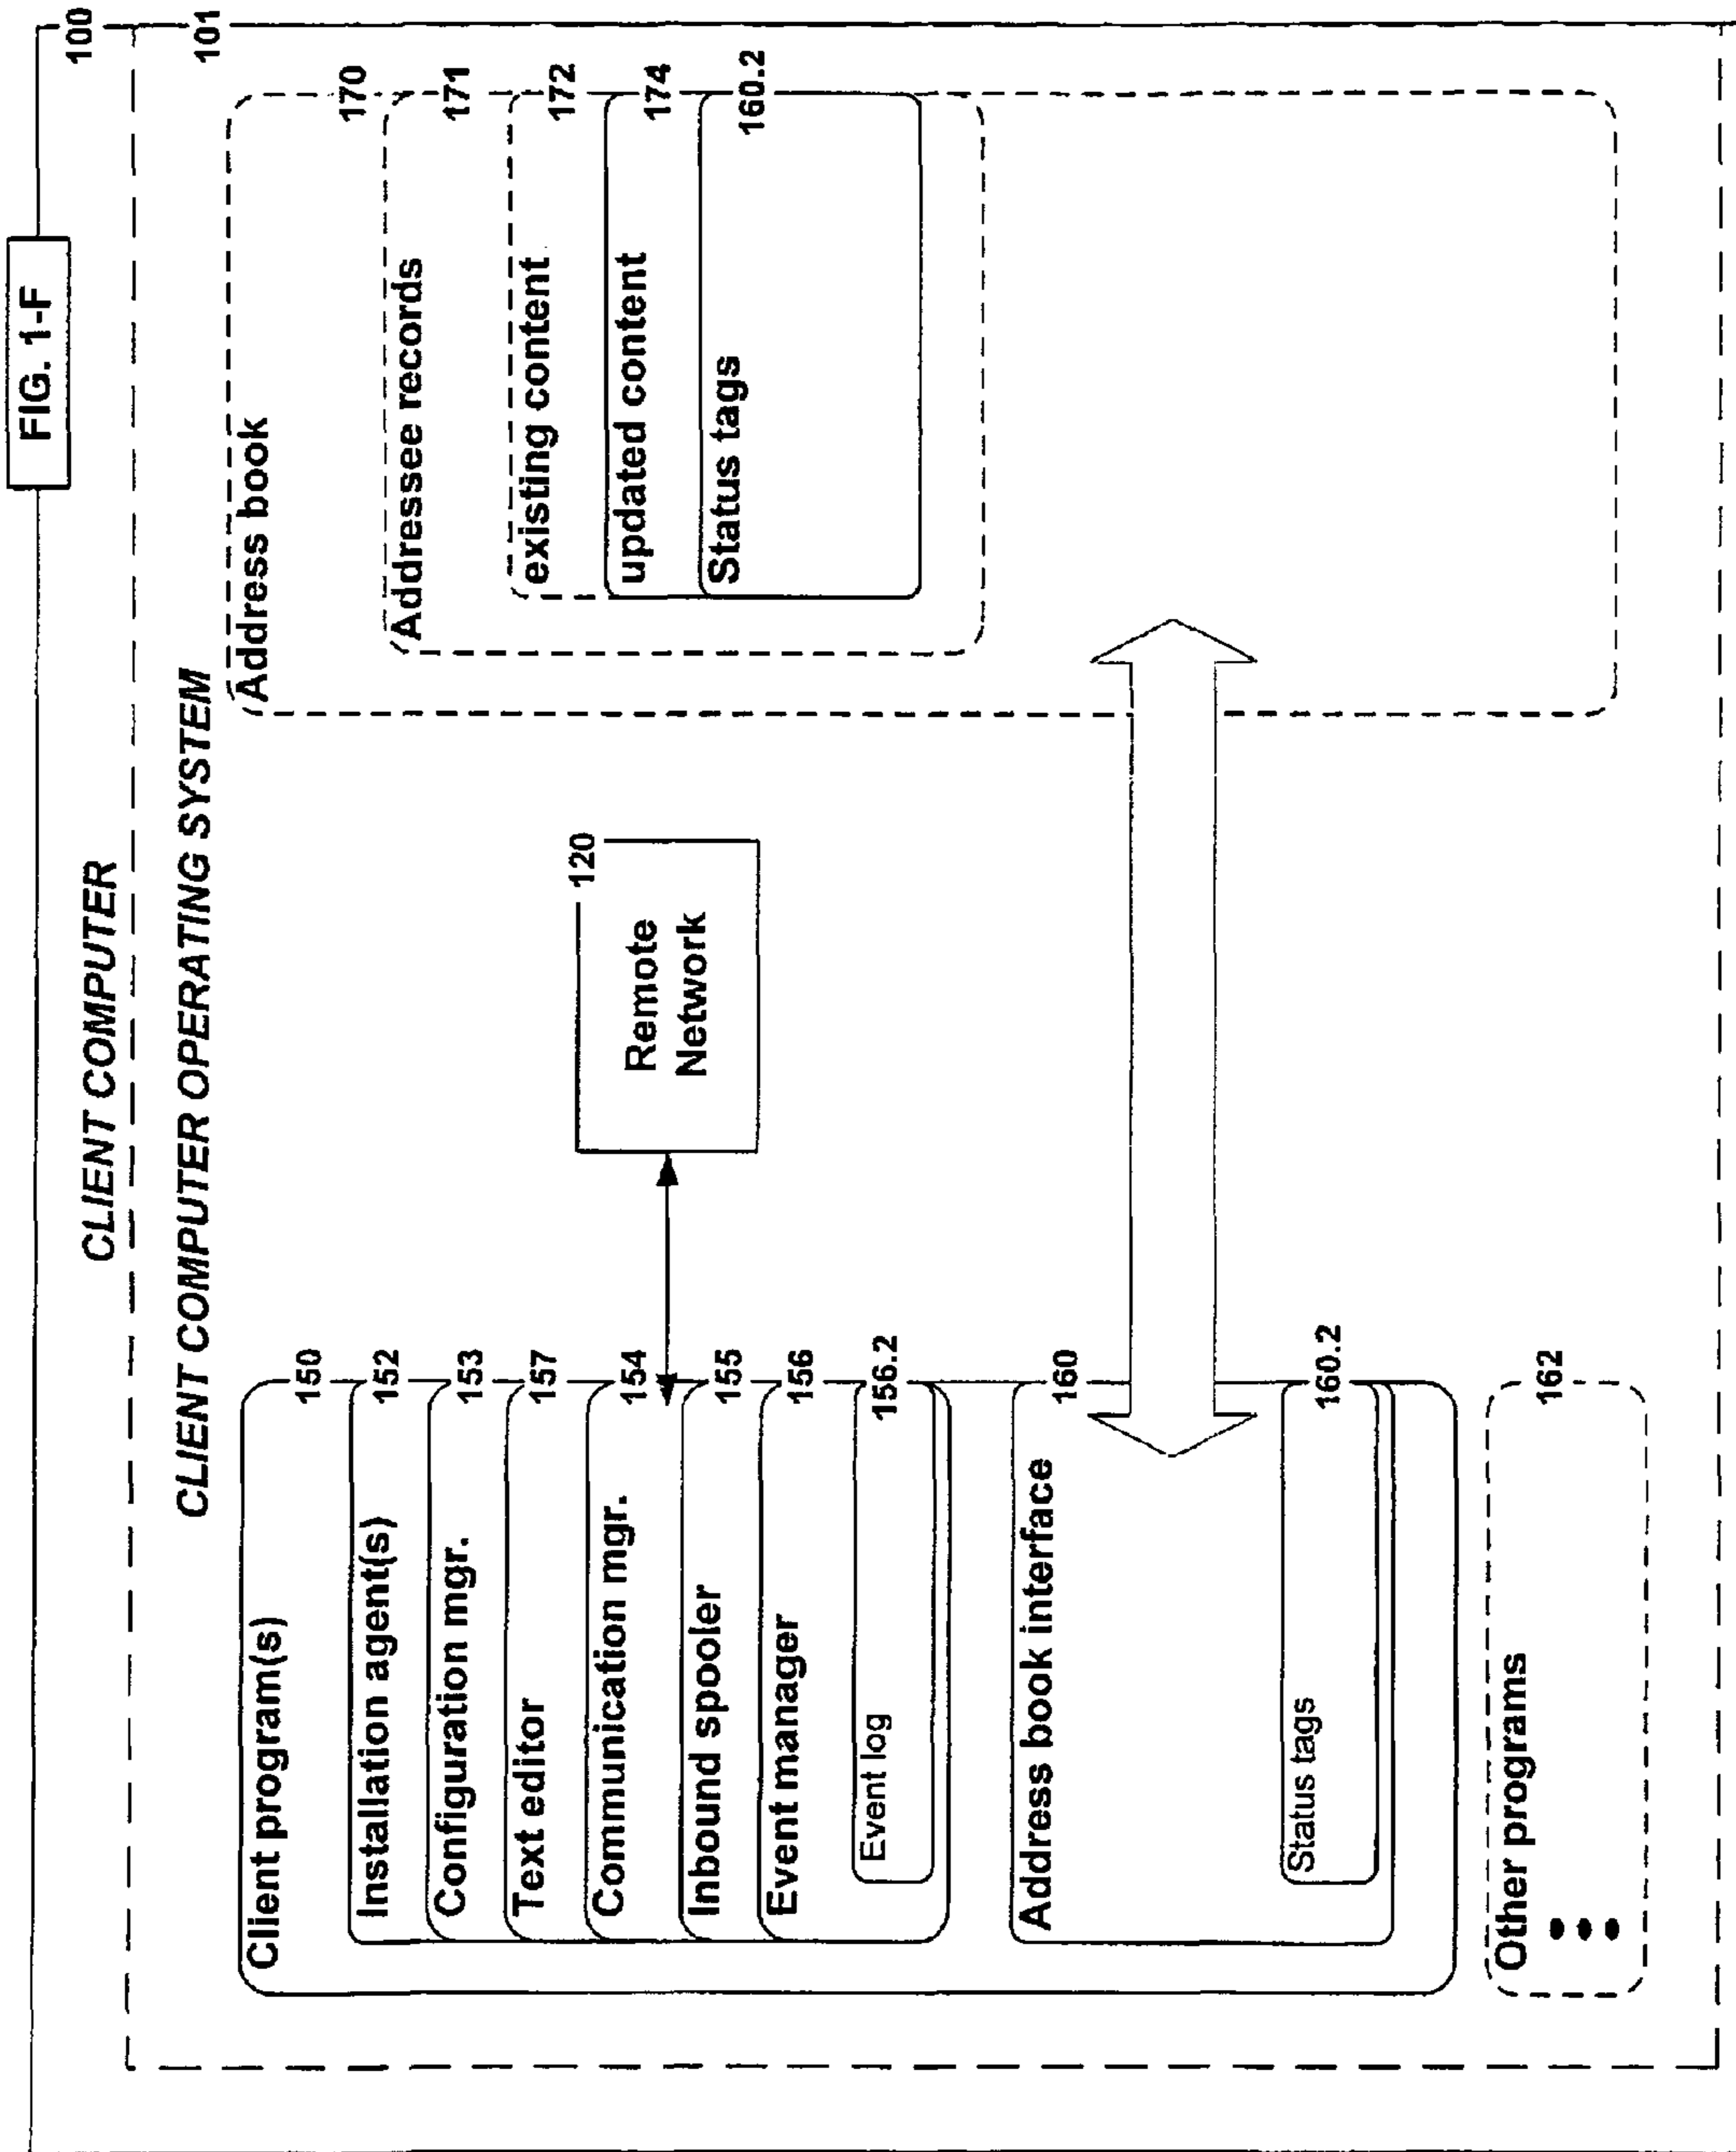 FIG. 1-F
100
CLIENT COMPUTER
101
CLIENT COMPUTER OPERATING SYSTEM
Client program(s)
150
Installation agent(s)
152
Configuration mgr.
153
Text editor
157
Communication mgr.
154
Inbound spooler
155
Event manager
156
Event log
156.2
Address book interface
160
Status tags
160.2
Other programs
162
120
Remote
Network
Address book
170
Addressee records
171
existing content
172
updated content
174
Status tags
160.2